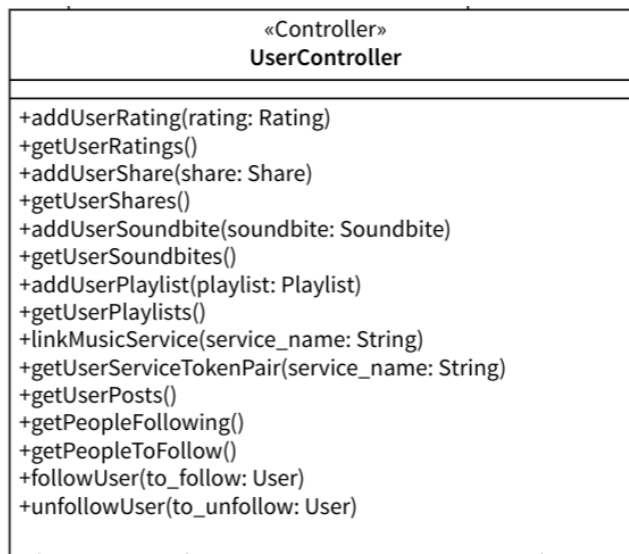 «Controller»
UserController
+addUserRating(rating: Rating)
+getUserRatings()
+addUserShare(share: Share)
+getUserShares()
+addUserSoundbite(soundbite: Soundbite)
+getUserSoundbites()
+addUserPlaylist(playlist: Playlist)
+getUserPlaylists()
+linkMusicService(service_name: String)
+getUserServiceTokenPair(service_name: String)
+getUserPosts()
+getPeopleFollowing()
+getPeopleToFollow()
+followUser(to_follow: User)
+unfollowUser(to_unfollow: User)